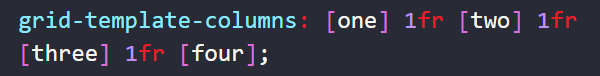 grid-template-columns: [one] 1fr [two] 1fr
[three] 1fr [four];